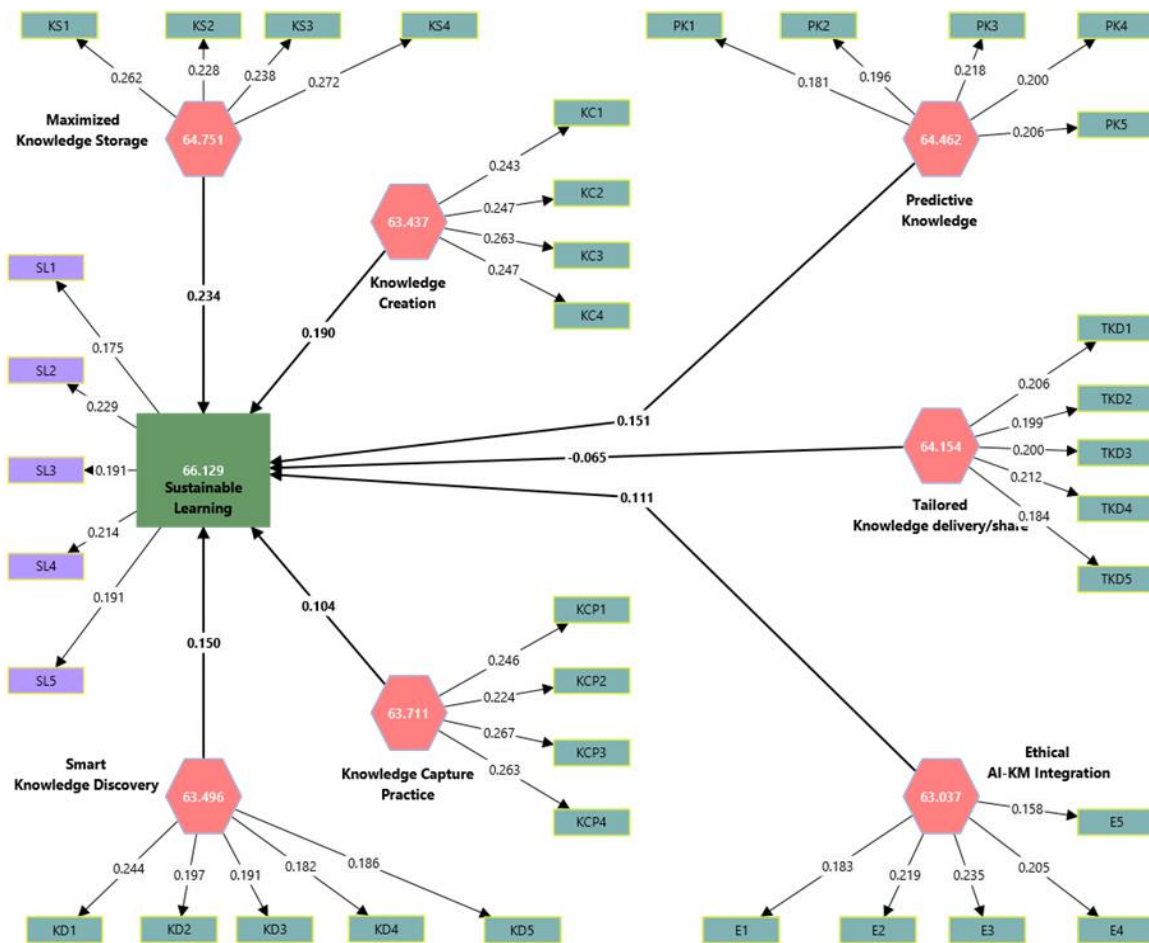 KS1
KS2
KS3
KS4
PK1
PK2
PK3
PK4
0.262
0.228
0.238
0.272
0.181
0.196
0.218
0.200
Maximized
Knowledge Storage
64.751
KC1
0.243
KC2
0.247
63.437
0.263
KC3
0.247
KC4
Knowledge
Creation
64.462
0.206
PK5
Predictive
Knowledge
SL1
0.234
0.190
0.175
SL2
0.229
66.129
Sustainable
Learning
SL3
0.191
0.214
SL4
0.191
SL5
0.151
-0.065
0.111
TKD1
0.206
TKD2
0.199
64.154
0.200
TKD3
0.212
TKD4
0.184
TKD5
Tailored
Knowledge delivery/share
0.150
0.104
KCP1
0.246
KCP2
0.224
63.711
0.267
KCP3
0.263
KCP4
Knowledge Capture
Practice
Smart
Knowledge Discovery
63.496
0.244
0.197
0.191
0.182
0.186
KD1
KD2
KD3
KD4
KD5
Ethical
AI-KM Integration
63.037
0.158
E5
0.183
0.219
0.235
0.205
E1
E2
E3
E4